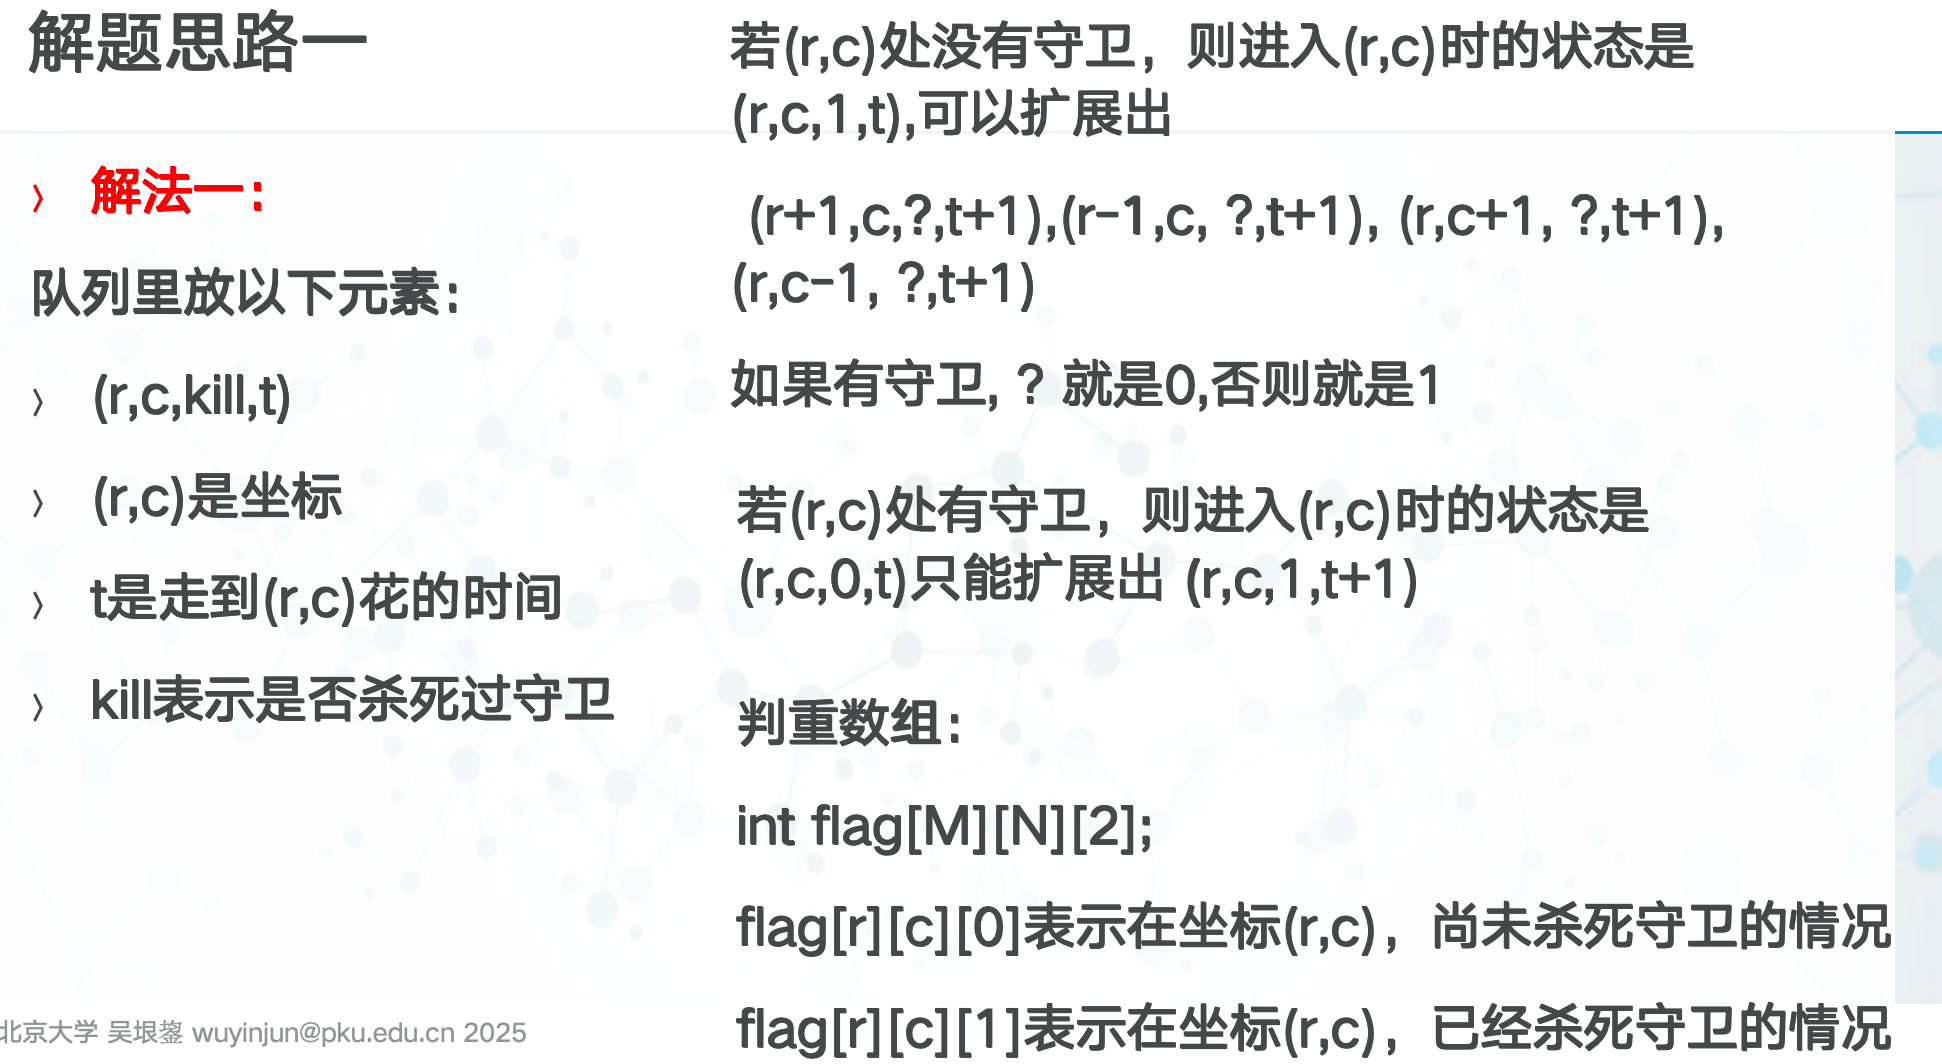 解题思路一
› 解法一：
队列里放以下元素：
› (r,c,kill,t)
› (r,c)是坐标
› t是走到(r,c)花的时间
› kill表示是否杀死过守卫
若(r,c)处没有守卫，则进入(r,c)时的状态是
(r,c,1,t),可以扩展出
(r+1,c,?,t+1),(r-1,c, ?,t+1), (r,c+1, ?,t+1),
(r,c-1, ?,t+1)
如果有守卫, ? 就是0,否则就是1
若(r,c)处有守卫，则进入(r,c)时的状态是
(r,c,0,t)只能扩展出 (r,c,1,t+1)
判重数组：
int flag[M][N][2];
flag[r][c][0]表示在坐标(r,c)，尚未杀死守卫的情况
flag[r][c][1]表示在坐标(r,c)，已经杀死守卫的情况
北京大学 吴垠鋆 wuyinjun@pku.edu.cn 2025